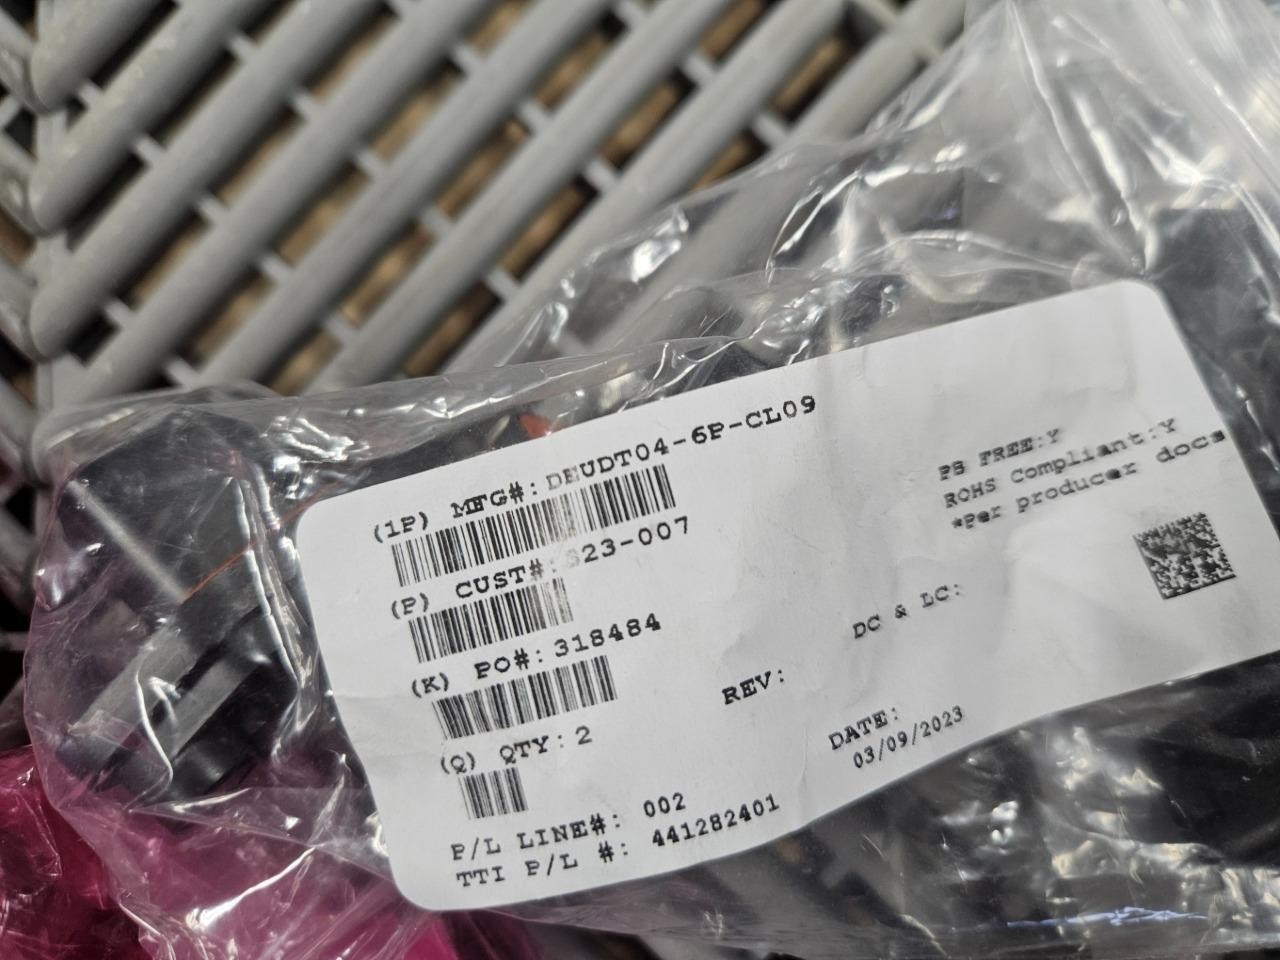 (1P) MFG#:DEUDT04-6P-CL09
(P) CUST#:S23-007
(K) PO#:318484
(Q) QTY:2
P/L LINE#: 002
TTI P/L #: 441282401
REV:
PB FREE:Y
ROHS Compliant:Y
*Per producer docs
DC & LC:
DATE:
03/09/2023